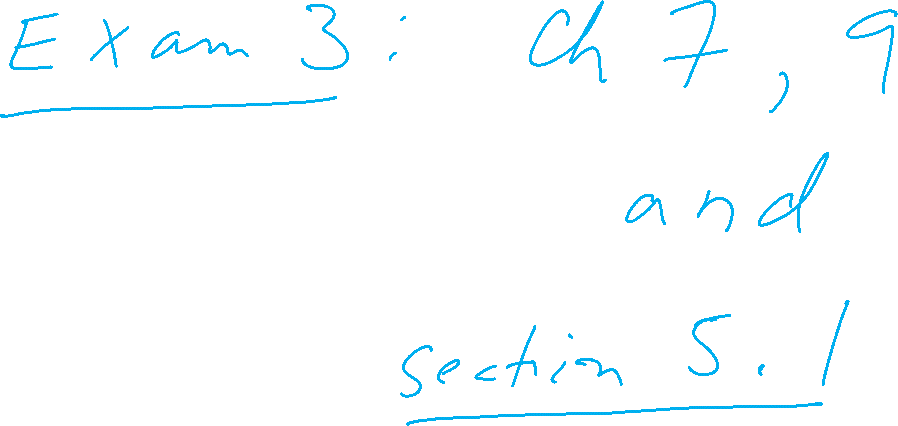 Exam 3: Ch 7, 9
and
section 5.1